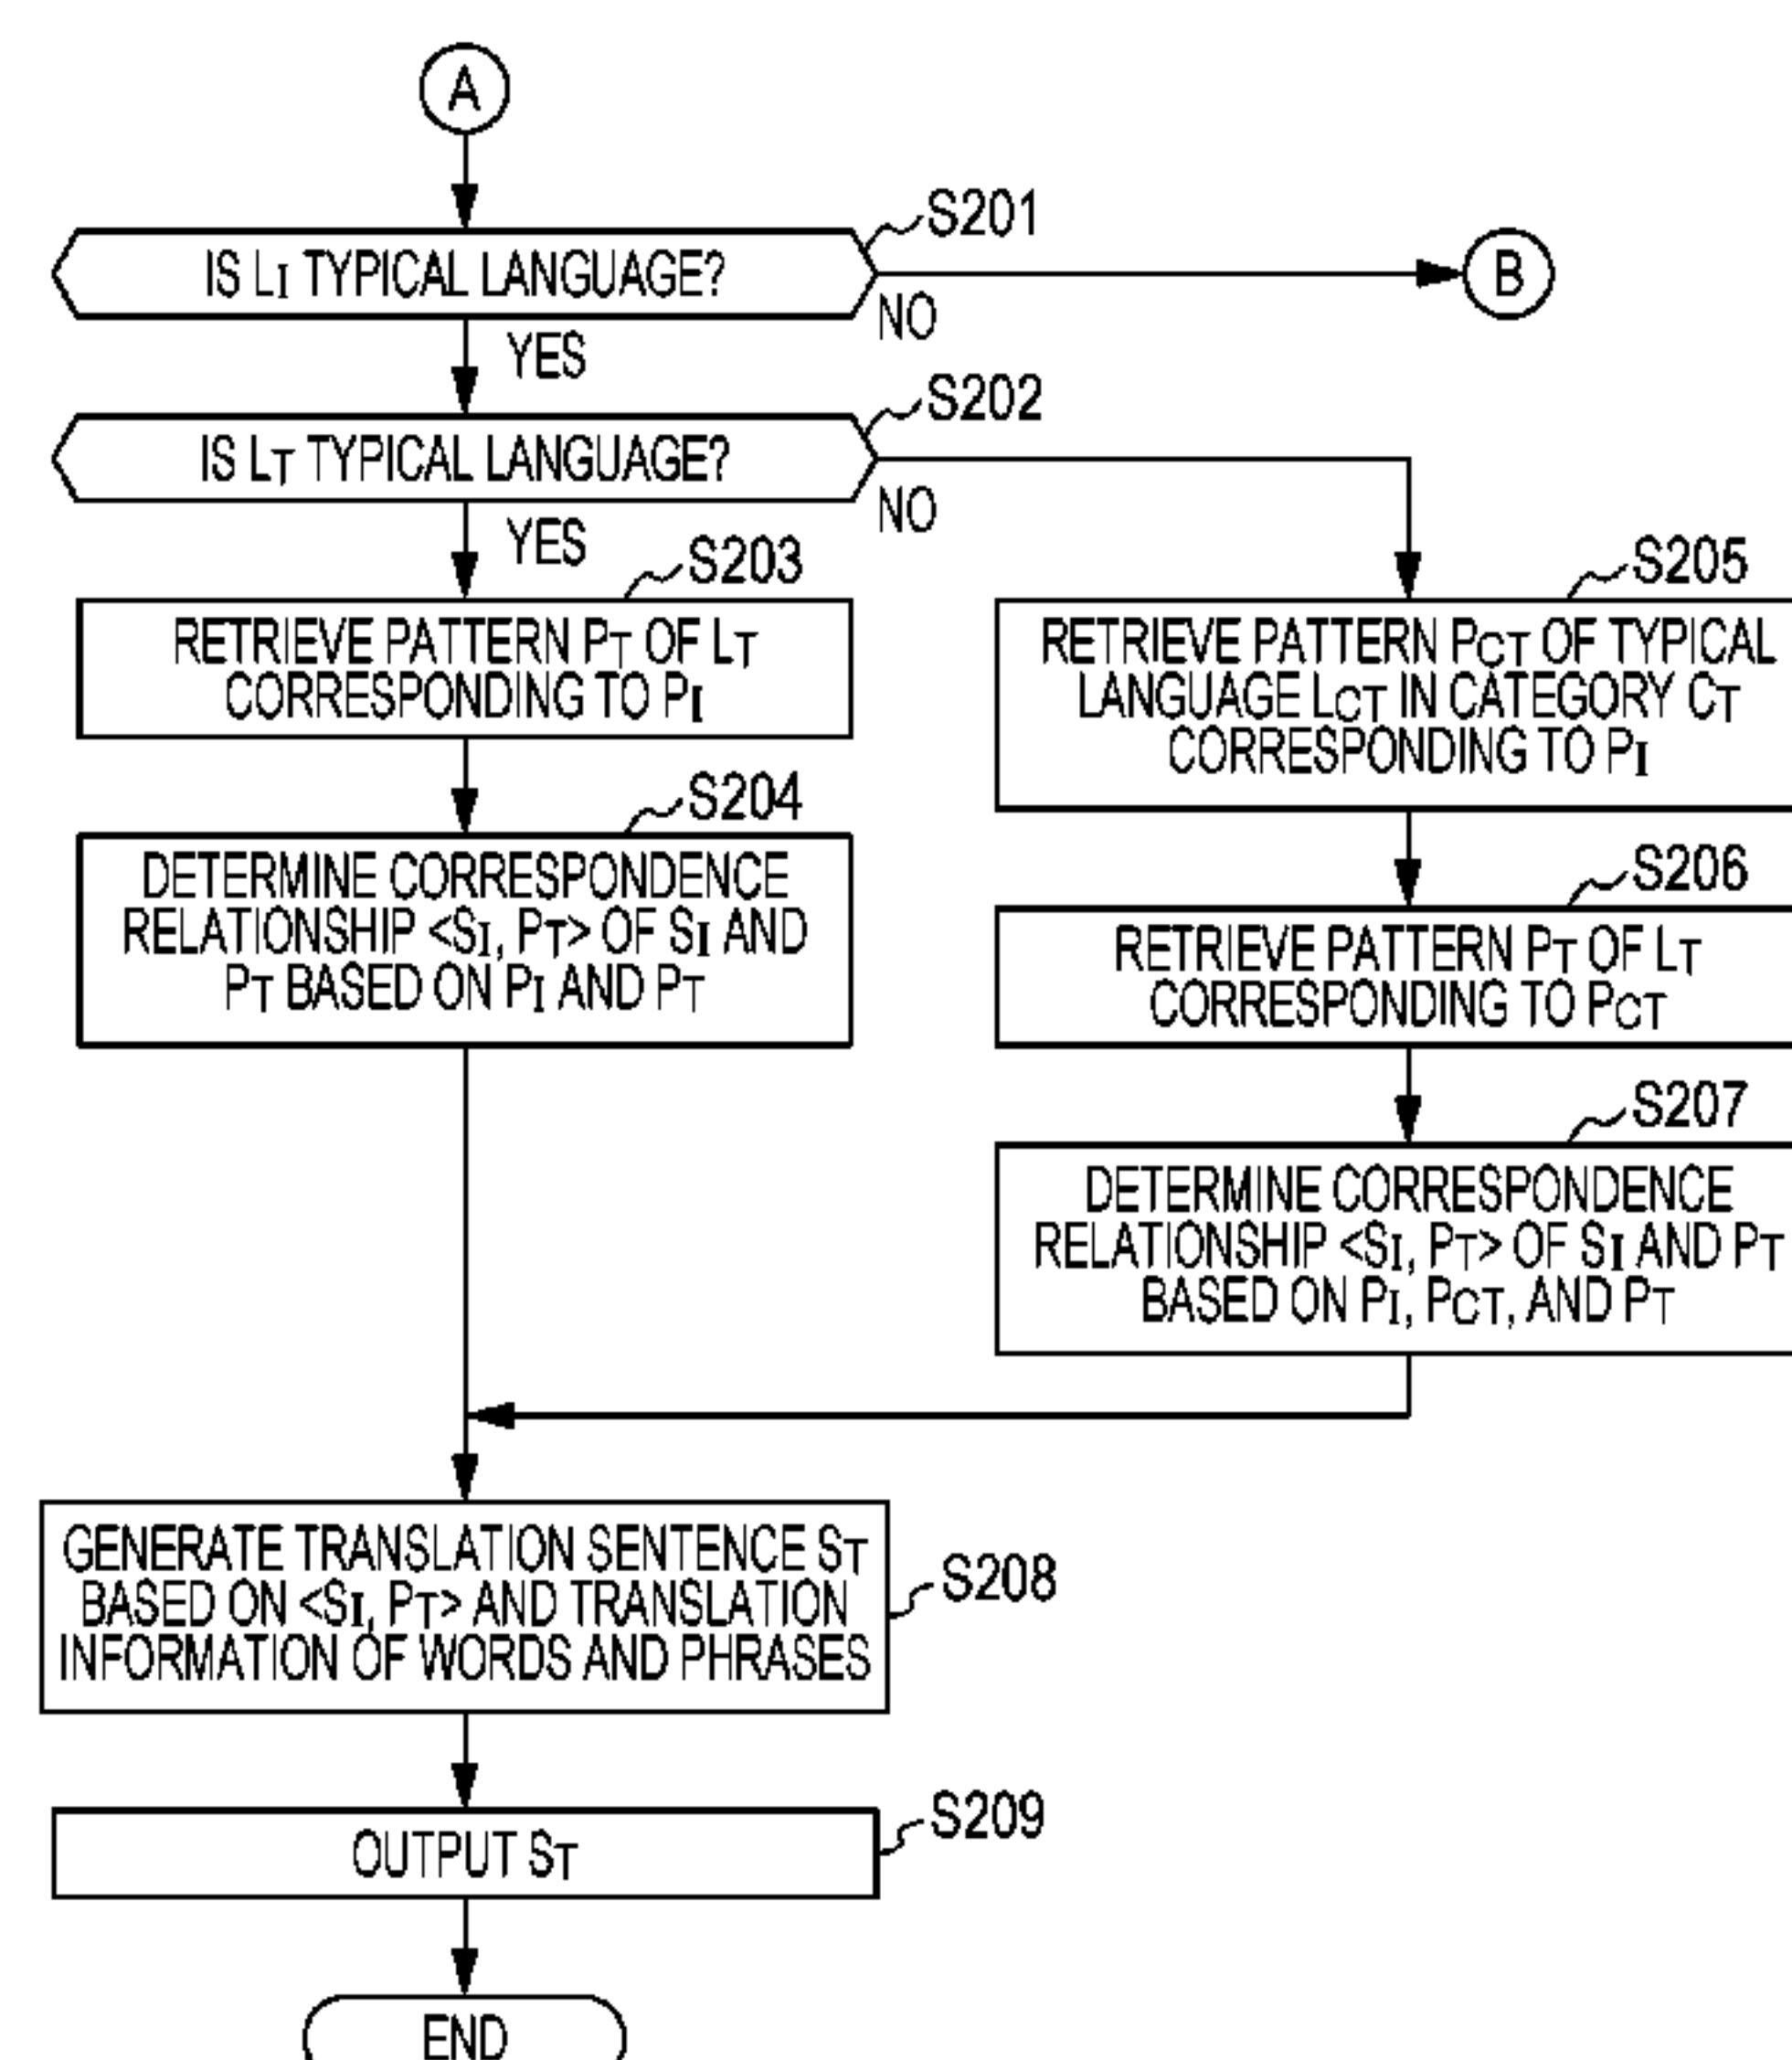 A
S201
IS LI TYPICAL LANGUAGE?
NO
B
YES
S202
IS LT TYPICAL LANGUAGE?
NO
YES
S203
RETRIEVE PATTERN PT OF LT
CORRESPONDING TO PI
S204
DETERMINE CORRESPONDENCE
RELATIONSHIP <SI, PT> OF SI AND
PT BASED ON PI AND PT
S205
RETRIEVE PATTERN PCT OF TYPICAL
LANGUAGE LCT IN CATEGORY CT
CORRESPONDING TO PI
S206
RETRIEVE PATTERN PT OF LT
CORRESPONDING TO PCT
S207
DETERMINE CORRESPONDENCE
RELATIONSHIP <SI, PT> OF SI AND PT
BASED ON PI, PCT, AND PT
GENERATE TRANSLATION SENTENCE ST
BASED ON <SI, PT> AND TRANSLATION
INFORMATION OF WORDS AND PHRASES
S208
OUTPUT ST
S209
END